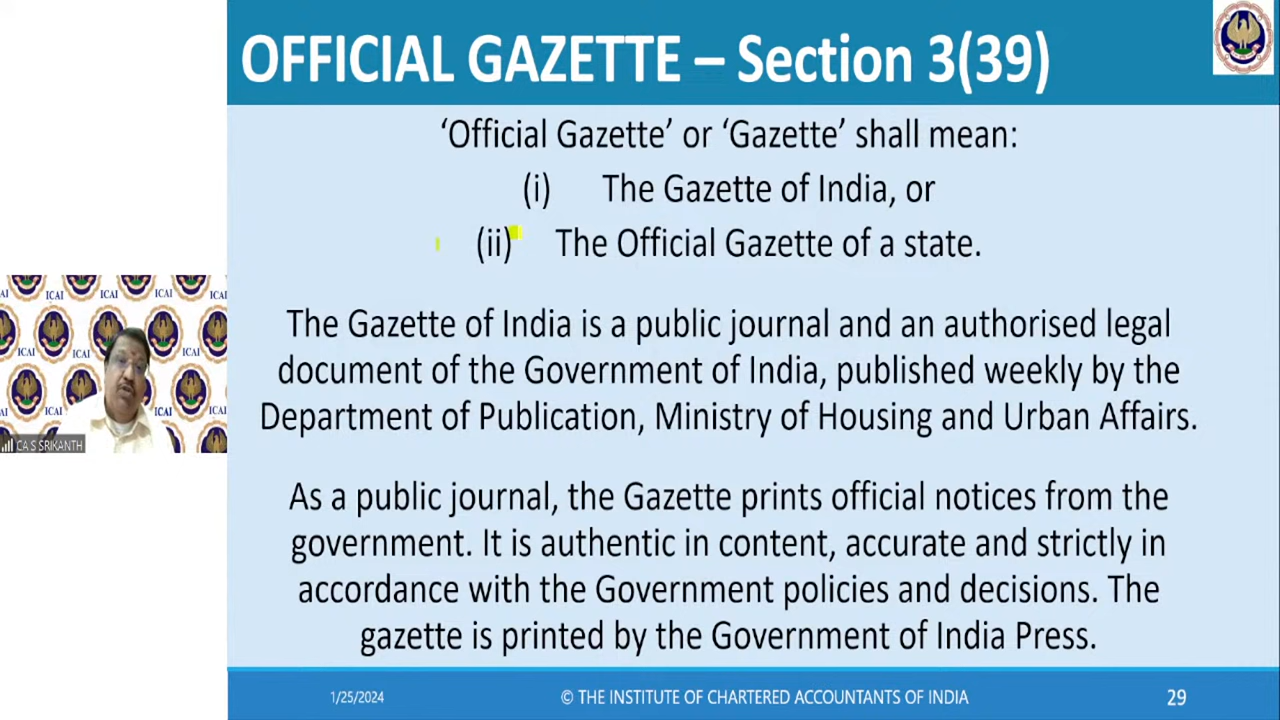 OFFICIAL GAZETTE – Section 3(39)
‘Official Gazette’ or ‘Gazette’ shall mean:
(i) The Gazette of India, or
(ii) The Official Gazette of a state.
The Gazette of India is a public journal and an authorised legal
document of the Government of India, published weekly by the
Department of Publication, Ministry of Housing and Urban Affairs.
As a public journal, the Gazette prints official notices from the
government. It is authentic in content, accurate and strictly in
accordance with the Government policies and decisions. The
gazette is printed by the Government of India Press.
ICAI
ICAI
ICAI
ICAI
CA S SRIKANTH
1/25/2024
© THE INSTITUTE OF CHARTERED ACCOUNTANTS OF INDIA
29